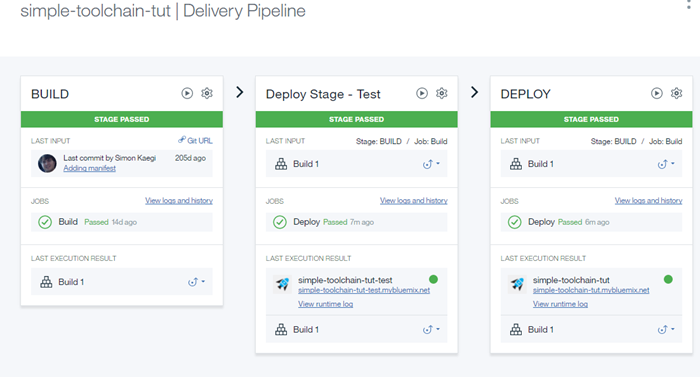 simple-toolchain-tut | Delivery Pipeline
BUILD
STAGE PASSED
LAST INPUT
Git URL
Last commit by Simon Kaegi
205d ago
Adding manifest
JOBS
View logs and history
Build Passed 14d ago
LAST EXECUTION RESULT
Build 1
Deploy Stage - Test
STAGE PASSED
LAST INPUT
Stage: BUILD / Job: Build
Build 1
JOBS
View logs and history
Deploy Passed 7m ago
LAST EXECUTION RESULT
simple-toolchain-tut-test
simple-toolchain-tut-test.mybluemix.net
View runtime log
Build 1
DEPLOY
STAGE PASSED
LAST INPUT
Stage: BUILD / Job: Build
Build 1
JOBS
View logs and history
Deploy Passed 6m ago
LAST EXECUTION RESULT
simple-toolchain-tut
simple-toolchain-tut.mybluemix.net
View runtime log
Build 1